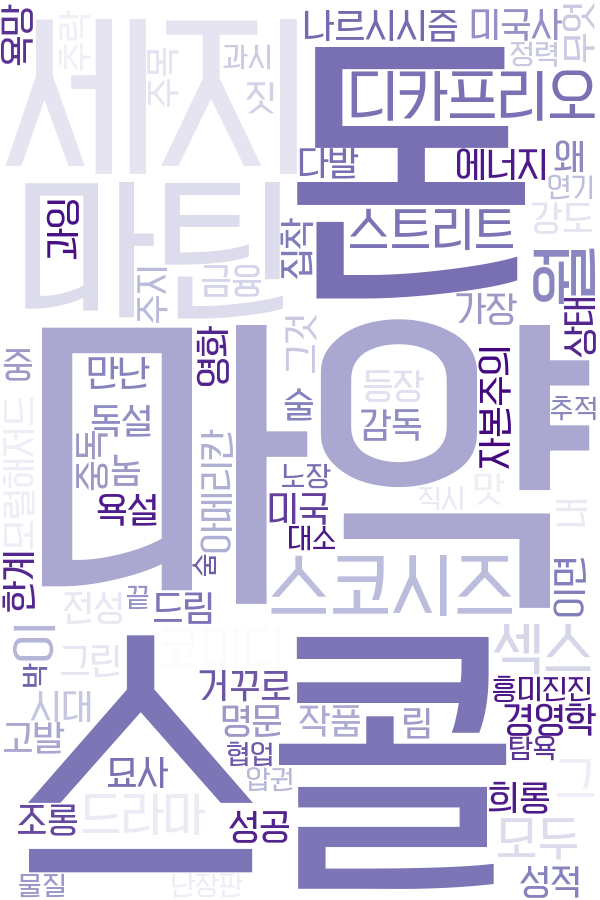 욕망
추락
주목
과시
짓
나르시시즘
미국사
정력
마킷
세지
돈
디카프리오
다발
에너지
왜
연기
강도
스트리트
집착
월
마틴
과잉
주지
금융
가장
상태
그것
영화
중
만난
등장
감독
자본주의
추적
독설
중독
놈
술
욕설
아메리칸
모럴해저드
노장
미국
대소
직시
맛
내
마약
한계
숨
스코시즈
이면
전성
끝
드림
이
박
그린
코미디
섹스
거꾸로
흥미진진
시대
고발
명문
작품
림
경영학
협업
탐욕
압권
묘사
스콜
그
조롱
드라마
성공
희롱
모두
물질
난장판
성적